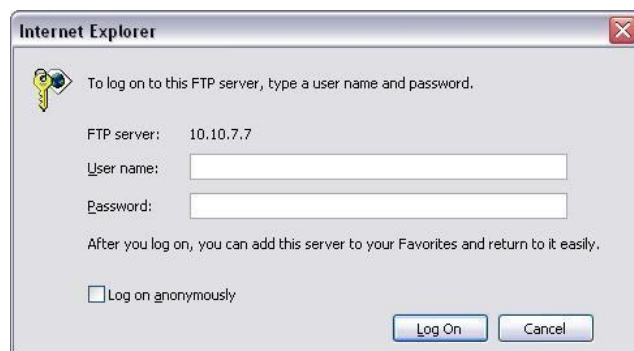 Internet Explorer
To log on to this FTP server, type a user name and password.
FTP server: 10.10.7.7
User name:
Password:
After you log on, you can add this server to your Favorites and return to it easily.
Log on anonymously
Log On Cancel